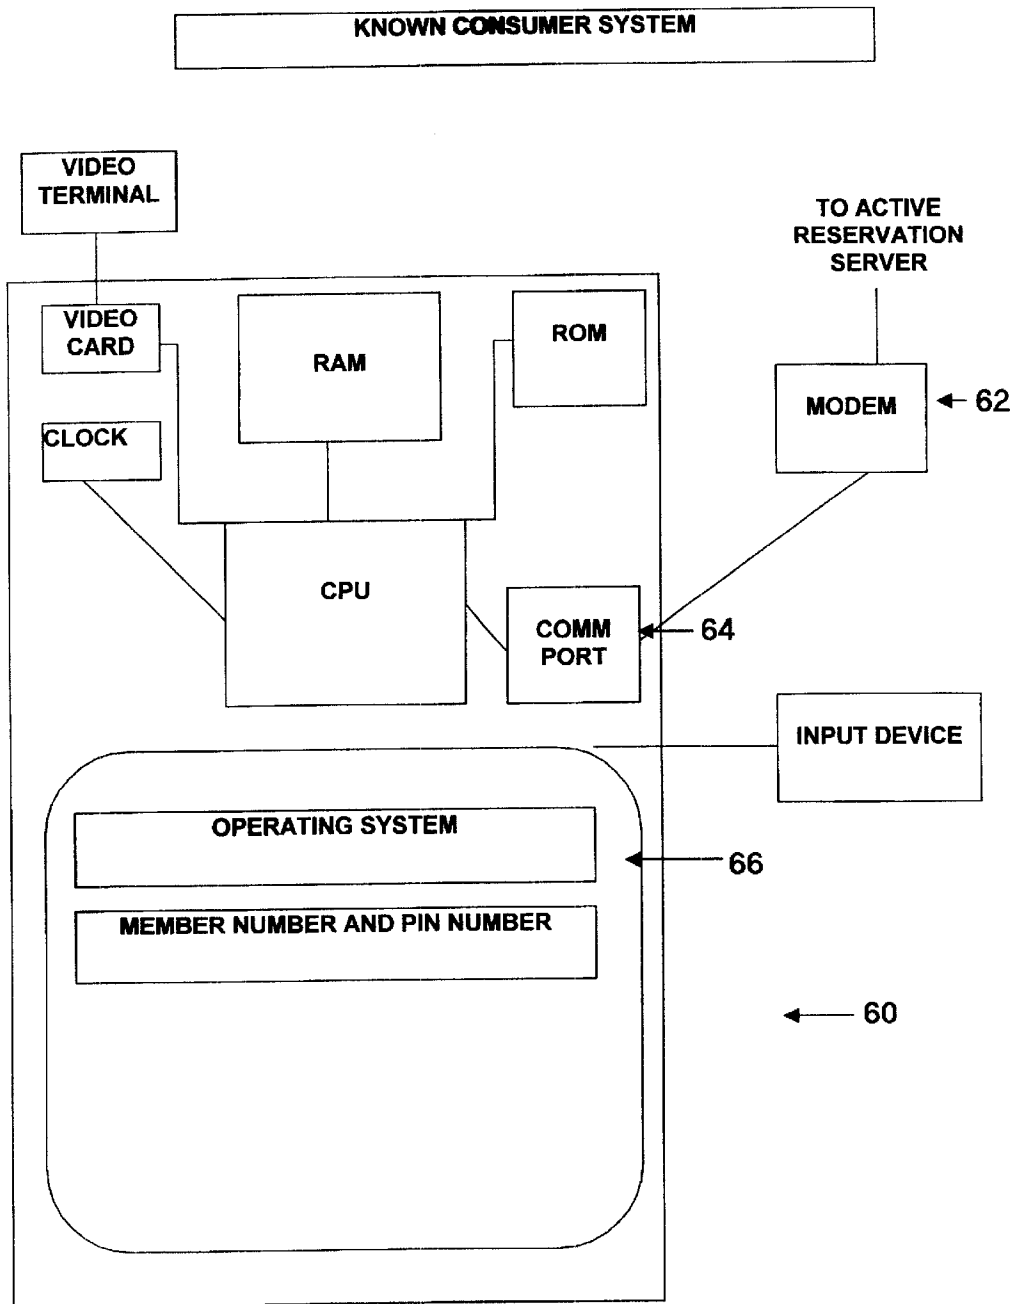 KNOWN CONSUMER SYSTEM
VIDEO
TERMINAL
TO ACTIVE
RESERVATION
SERVER
VIDEO
CARD
RAM
ROM
MODEM
62
CLOCK
CPU
COMM
PORT
64
INPUT DEVICE
OPERATING SYSTEM
66
MEMBER NUMBER AND PIN NUMBER
60